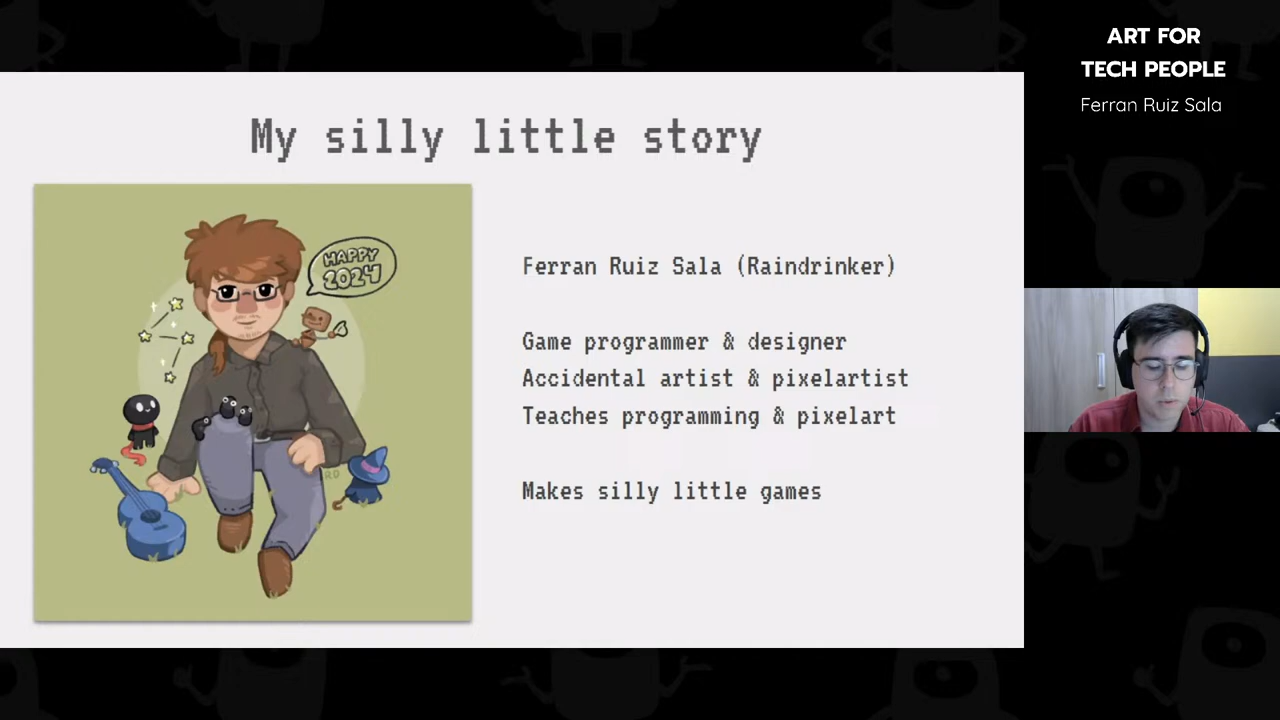 ART FOR
TECH PEOPLE
Ferran Ruiz Sala
My silly little story
HAPPY
2024
RD
Ferran Ruiz Sala (Raindrinker)
Game programmer & designer
Accidental artist & pixelartist
Teaches programming & pixelart
Makes silly little games